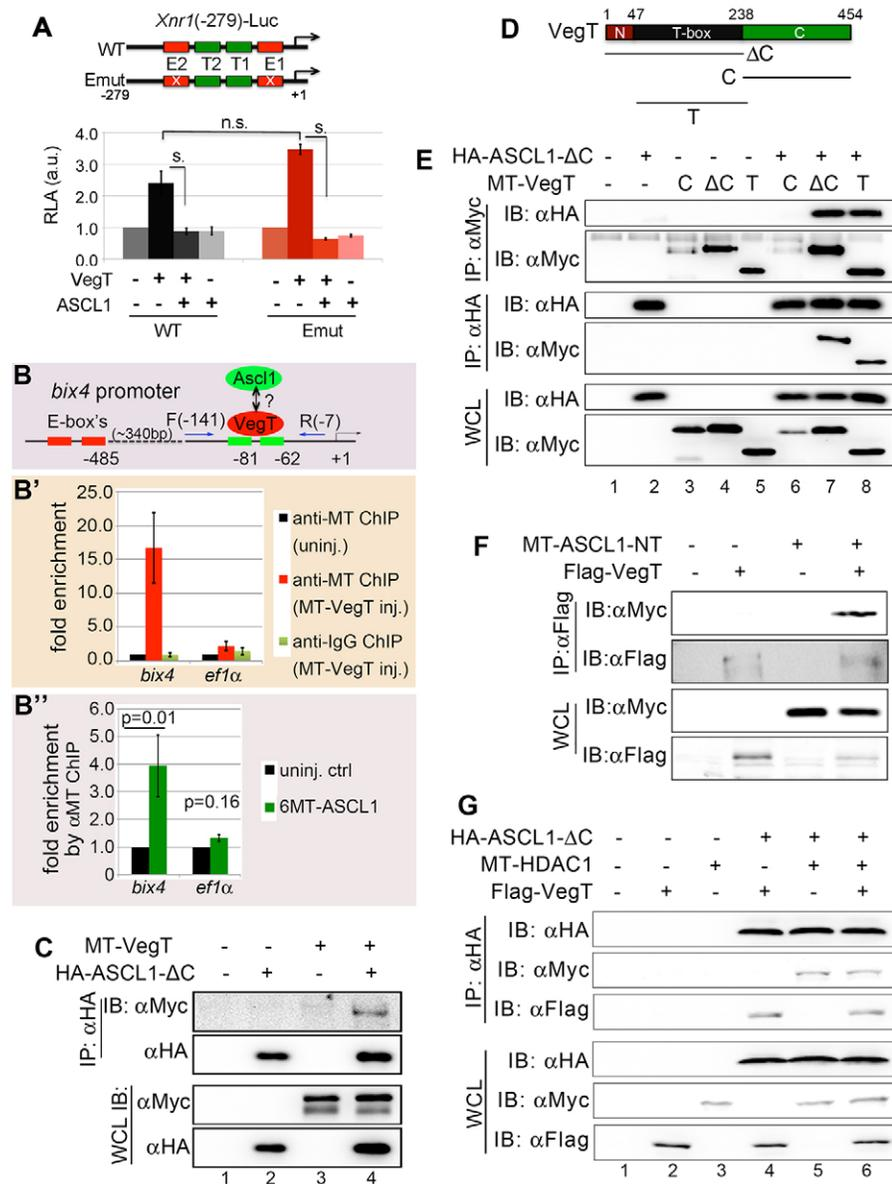 A
Xnr1(-279)-Luc
WT
E2 T2 T1 E1
Emut X X
-279 +1
RLA (a.u.)
4.0
3.0
2.0
1.0
0.0
n.s.
s. s.
VegT - + + - - + + -
ASCL1 - - + + - - + +
WT Emut
B
bix4 promoter
Ascl1
?
VegT
E-box's (~340bp) F(-141) R(-7)
-485 -81 -62 +1
B'
fold enrichment
25.0
20.0
15.0
10.0
5.0
0.0
bix4 ef1α
anti-MT ChIP
(uninj.)
anti-MT ChIP
(MT-VegT inj.)
anti-IgG ChIP
(MT-VegT inj.)
B''
fold enrichment
by αMT ChIP
6.0
5.0
4.0
3.0
2.0
1.0
0
p=0.01
p=0.16
bix4 ef1α
uninj. ctrl
6MT-ASCL1
C
MT-VegT - - + +
HA-ASCL1-ΔC - + - +
IP: αHA
IB: αMyc
αHA
WCL IB:
αMyc
αHA
1 2 3 4
D
1 47 238 454
VegT N T-box C
ΔC
C
T
E
HA-ASCL1-ΔC - + - - - + + +
MT-VegT - - C ΔC T C ΔC T
IP: αMyc
IB: αHA
IB: αMyc
IP: αHA
IB: αHA
IB: αMyc
WCL
IB: αHA
IB: αMyc
1 2 3 4 5 6 7 8
F
MT-ASCL1-NT - - + +
Flag-VegT - + - +
IP:αFlag
IB:αMyc
IB:αFlag
WCL
IB:αMyc
IB:αFlag
G
HA-ASCL1-ΔC - - - + + +
MT-HDAC1 - - + - + +
Flag-VegT - + - + - +
IP: αHA
IB: αHA
IB: αMyc
IB: αFlag
WCL
IB: αHA
IB: αMyc
IB: αFlag
1 2 3 4 5 6